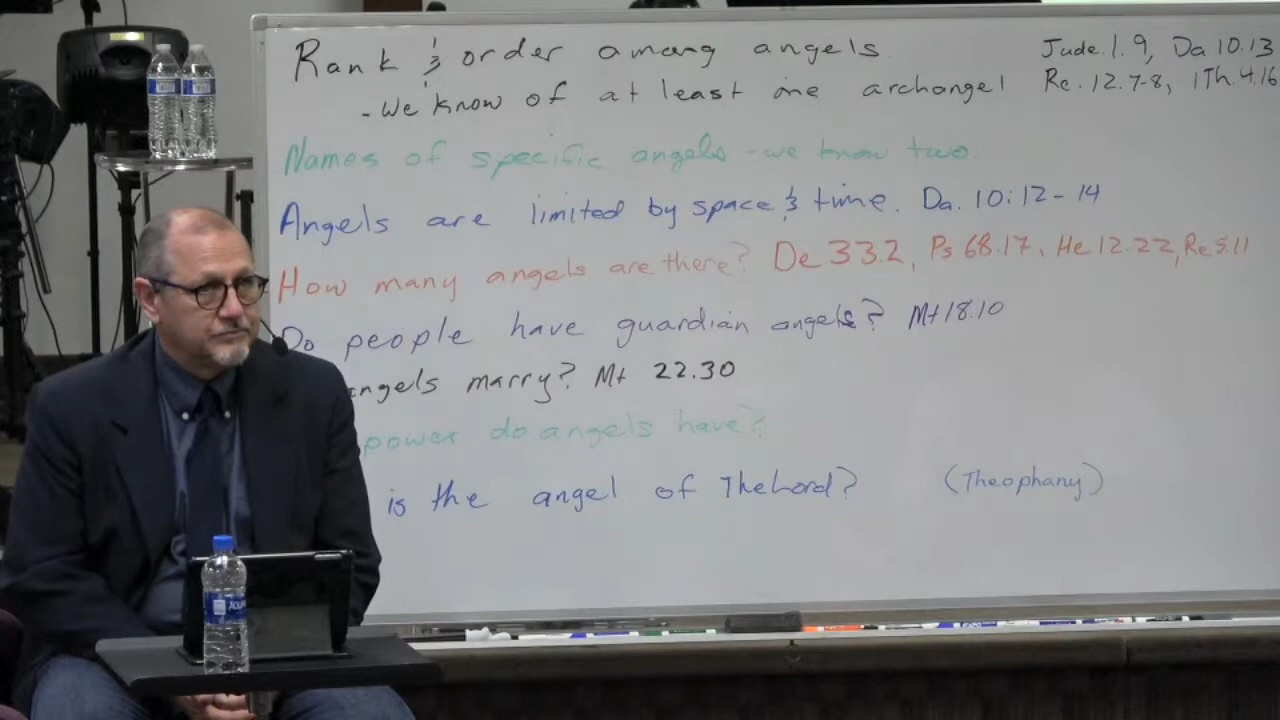 Rank & order among angels. Jude.1.9, Da 10.13
- we know of at least one archangel Re.12.7-8, 1Th.4.16
Names of specific angels - we know two.
Angels are limited by space & time. Da. 10:12-14
How many angels are there? De 33.2, Ps 68.17, He 12.22, Re 5.11
Do people have guardian angels? Mt 18.10
angels marry? Mt 22.30
power do angels have?
is the angel of The Lord? (Theophany)